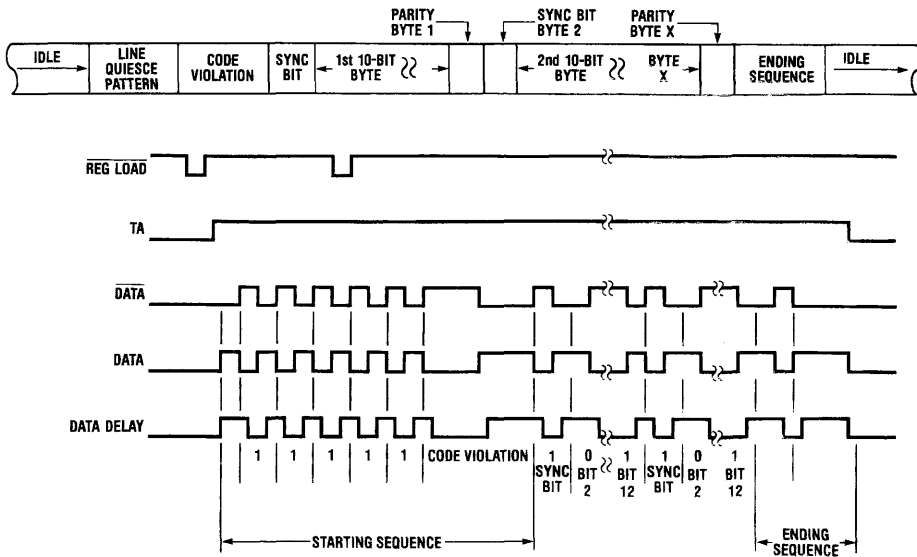 PARITY
BYTE 1
SYNC BIT
BYTE 2
PARITY
BYTE X
IDLE
LINE
QUIESCE
PATTERN
CODE
VIOLATION
SYNC
BIT
1st 10-BIT
BYTE
2nd 10-BIT
BYTE
BYTE
X
ENDING
SEQUENCE
IDLE
REG LOAD
TA
DATA
DATA
DATA DELAY
1 1 1 1 1 CODE VIOLATION 1 0 1 1 0 1
SYNC BIT BIT SYNC BIT BIT
BIT 2 12 BIT 2 12
STARTING SEQUENCE
ENDING
SEQUENCE